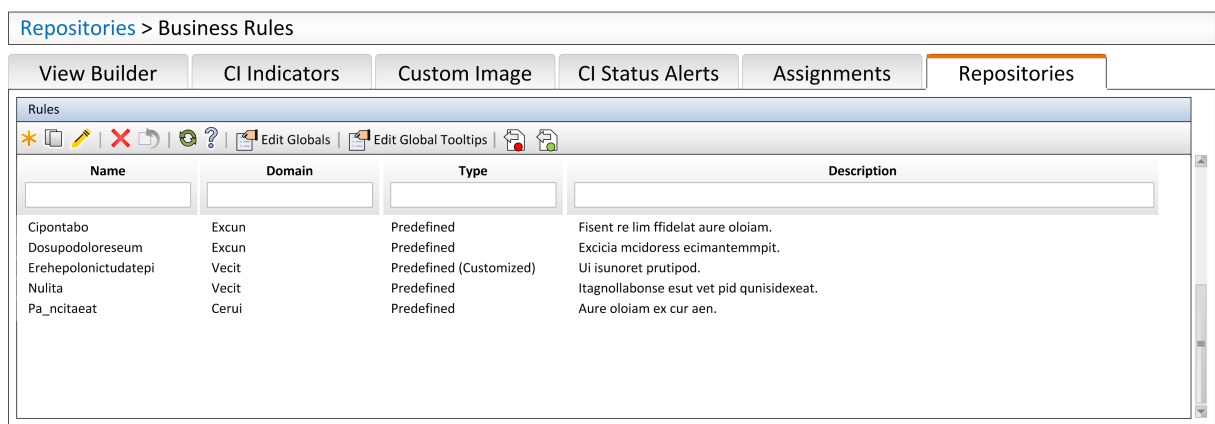 Repositories > Business Rules
View Builder CI Indicators Custom Image CI Status Alerts Assignments Repositories
Rules
Edit Globals | Edit Global Tooltips
Name Domain Type Description
Cipontabo Excun Predefined Fisent re lim ffidelat aure oloiam.
Dosupodoloreseum Excun Predefined Excicia mcidoress ecimantemmpit.
Erehepolonictudatepi Vecit Predefined (Customized) Ui isunoret prutipod.
Nulita Vecit Predefined Itagnollabonse esut vet pid qunisidexeat.
Pa_ncitaeat Cerui Predefined Aure oloiam ex cur aen.